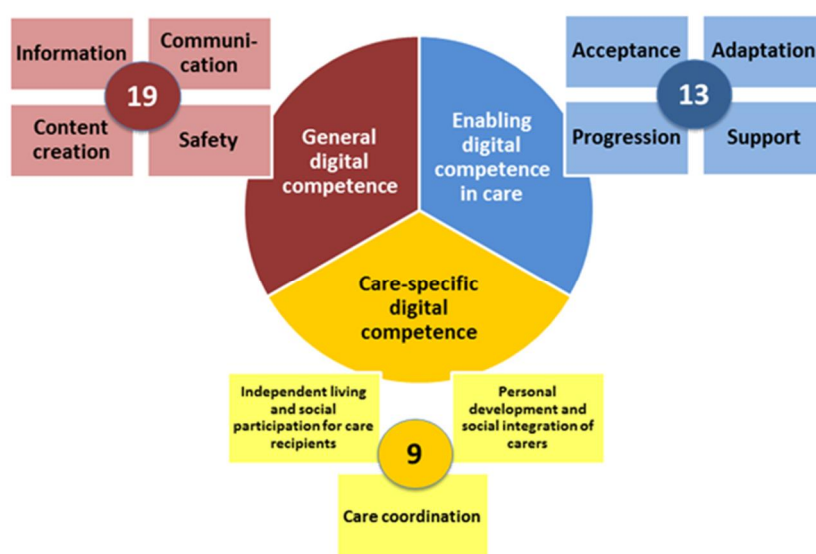 Information
Communi-
cation
19
Content
creation
Safety
General
digital
competence
Enabling
digital
competence
in care
Acceptance
Adaptation
13
Progression
Support
Care-specific
digital
competence
Independent living
and social
participation for care
recipients
Personal
development and
social integration of
carers
9
Care coordination